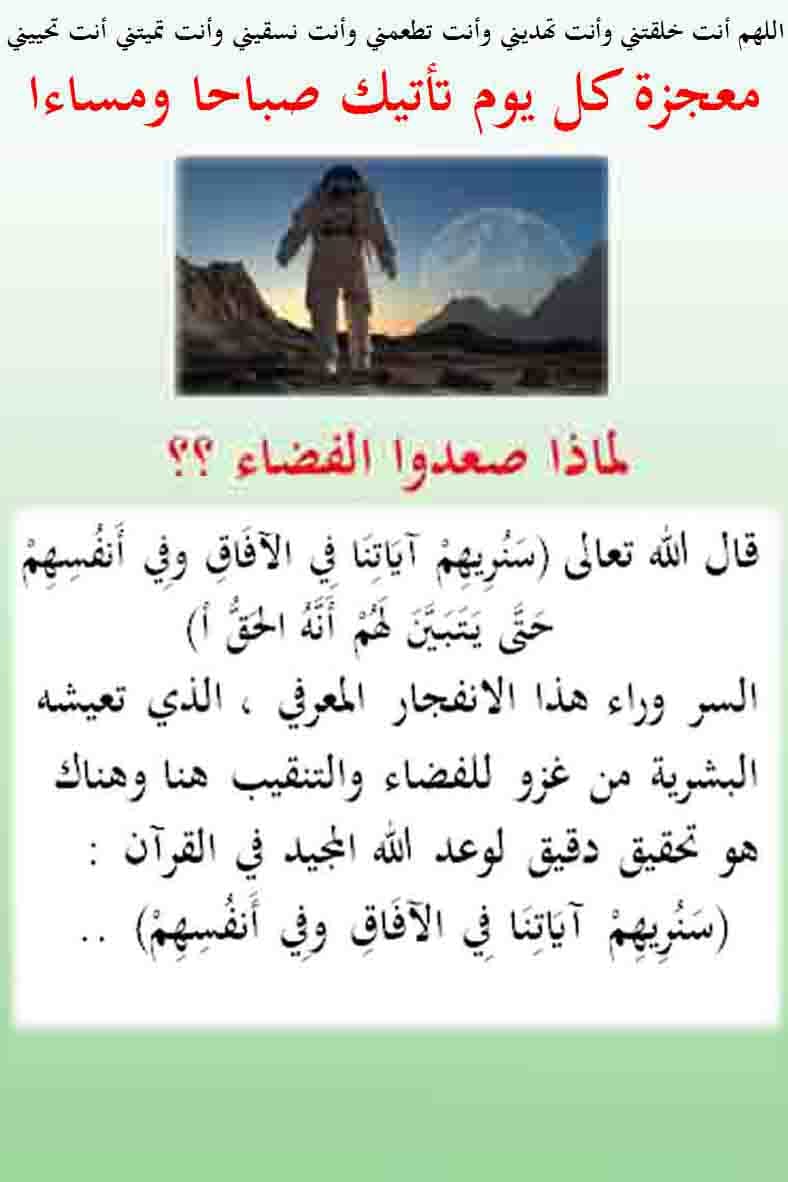 اللهم أنت خلقتني وأنت تهديني وأنت تطعمني وأنت نسقيني وأنت تميتني أنت تحييني
معجزة كل يوم تأتيك صباحا ومساءا
لماذا صعدوا الفضاء ؟؟
قال الله تعالى (سَنُرِيهِمْ آيَاتِنَا فِي الآفَاقِ وفِي أَنفُسِهِمْ
حَتَّى يَتَبَيَّنَ لَهُمْ أَنَّهُ الحَقُّ أ)
السر وراء هذا الانفجار المعرفي ، الذي تعيشه
البشرية من غزو للفضاء والتنقيب هنا وهناك
هو تحقيق دقيق لوعد الله المجيد في القرآن :
(سَنُرِيهِمْ آيَاتِنَا فِي الآفَاقِ وفِي أَنفُسِهِمْ) ..